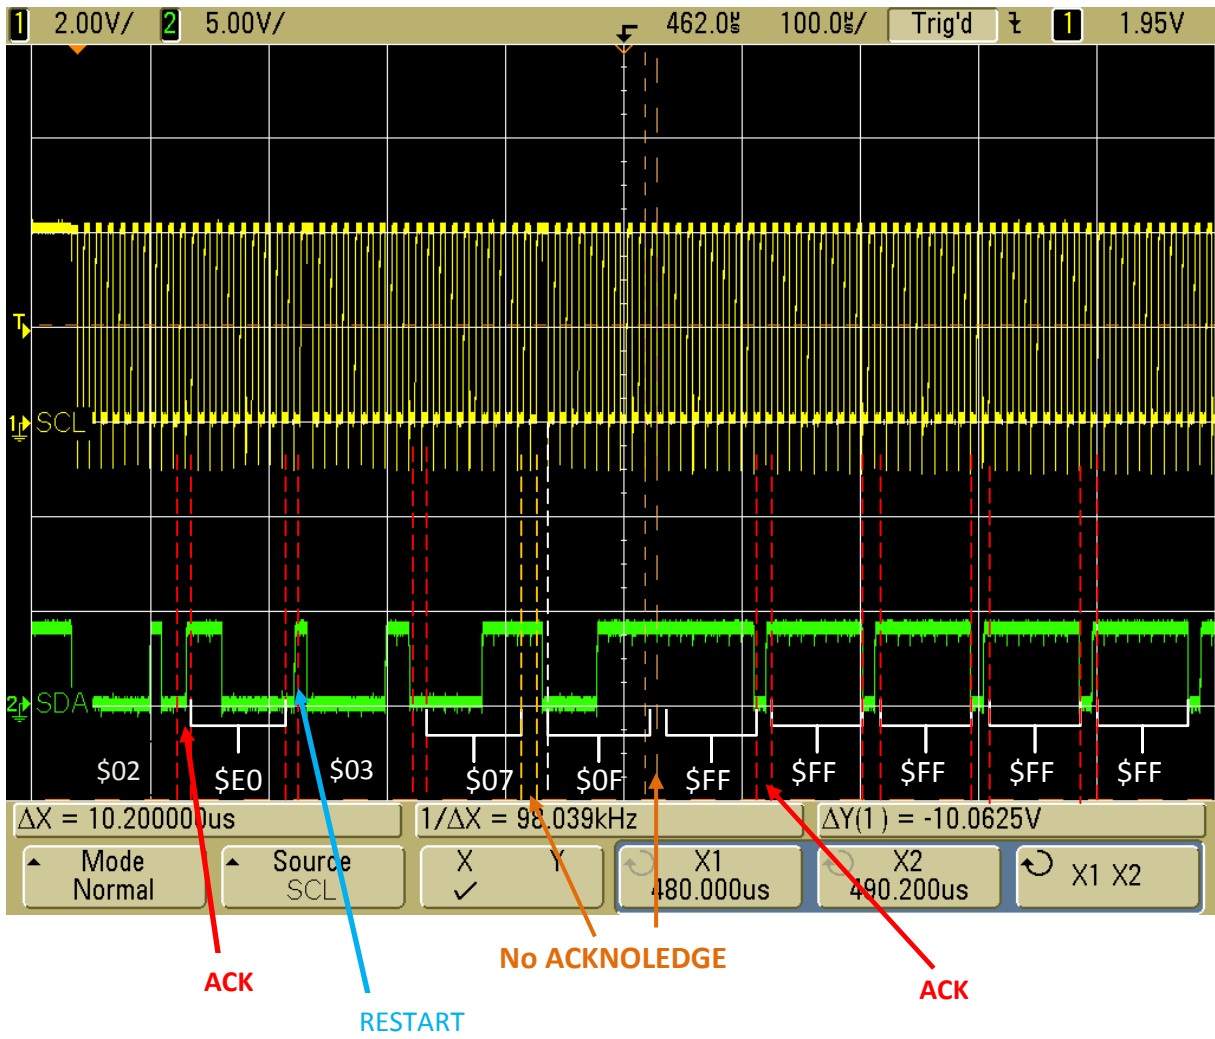 1 2.00V/ 2 5.00V/ 462.0us 100.0us/ Trig'd 1 1.95V
T
1 SCL
2 SDA
$02 $E0 $03 $07 $0F $FF $FF $FF $FF $FF
ΔX = 10.200000us 1/ΔX = 98.039kHz ΔY(1) = -10.0625V
Mode Source X Y X1 X2 X1 X2
Normal SCL 480.000us 490.200us
No ACKNOLEDGE
ACK ACK
RESTART